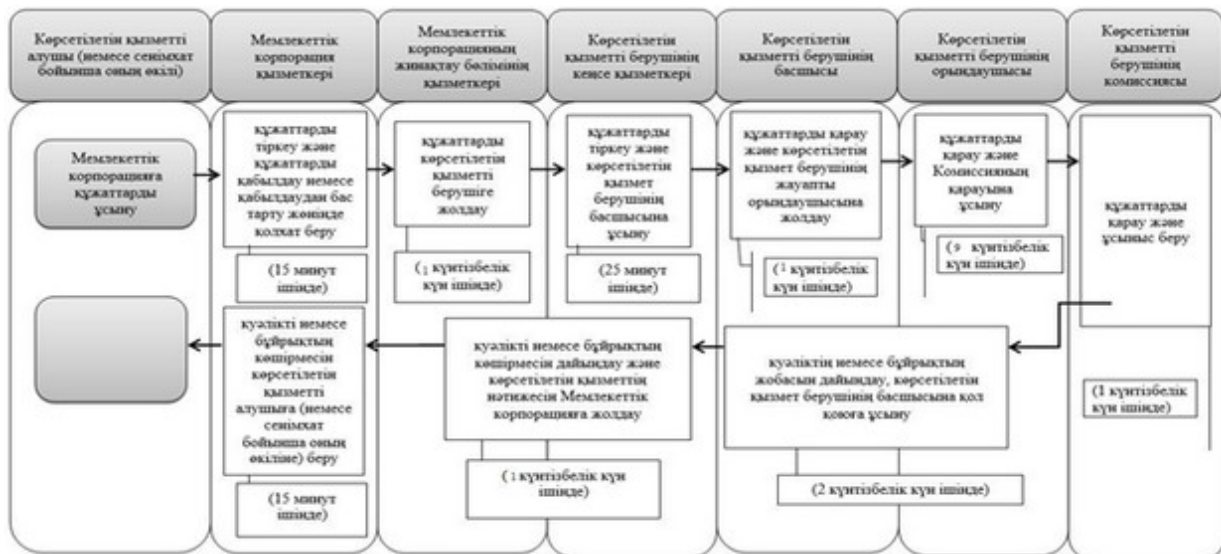 Көрсетілетін қызметті
алушы (немесе сенімхат
бойынша оның өкілі)
Мемлекеттік
корпорация
қызметкері
Мемлекеттік
корпорацияның
жинақтау бөлімінің
қызметкері
Көрсетілетін
қызметті берушінің
кеңсе қызметкері
Көрсетілетін
қызметті берушінің
басшысы
Көрсетілетін
қызметті берушінің
орындаушысы
Көрсетілетін
қызметті
берушінің
комиссиясы
Мемлекеттік
корпорацияға
құжаттарды
ұсыну
құжаттарды
тіркеу және
құжаттарды
қабылдау немесе
қабылдаудан бас
тарту жөнінде
қолхат беру
(15 минут
ішінде)
құжаттарды
көрсетілетін
қызметті
берушіге
жолдау
(1 күнтізбелік
күн ішінде)
құжаттарды
тіркеу және
көрсетілетін
қызмет
берушінің
басшысына
ұсыну
(25 минут
ішінде)
құжаттарды қарау
және көрсетілетін
қызмет берушінің
жауапты
орындаушысына
жолдау
(1 күнтізбелік
күн ішінде)
құжаттарды
қарау және
Комиссияның
қарауына
ұсыну
(9 күнтізбелік
күн ішінде)
құжаттарды
қарау және
ұсыныс беру
(1 күнтізбелік
күн ішінде)
куәліктің немесе бұйрықтың
жобасын дайындау, көрсетілетін
қызмет берушінің басшысына қол
қоюға ұсыну
(2 күнтізбелік күн ішінде)
куәлікті немесе бұйрықтың
көшірмесін дайындау және
көрсетілетін қызметтің
нәтижесін Мемлекеттік
корпорацияға жолдау
(1 күнтізбелік күн
ішінде)
куәлікті немесе
бұйрықтың
көшірмесін
көрсетілетін
қызметті
алушыға (немесе
сенімхат
бойынша оның
өкіліне) беру
(15 минут
ішінде)